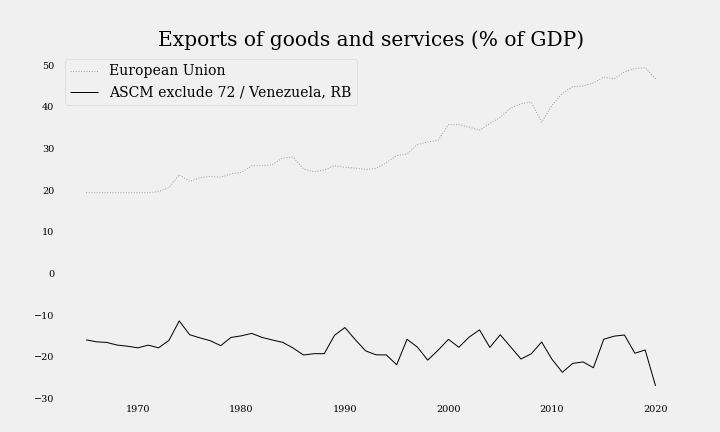 Exports of goods and services (% of GDP)
European Union
ASCM exclude 72 / Venezuela, RB
50
40
30
20
10
0
−10
−20
−30
1970 1980 1990 2000 2010 2020